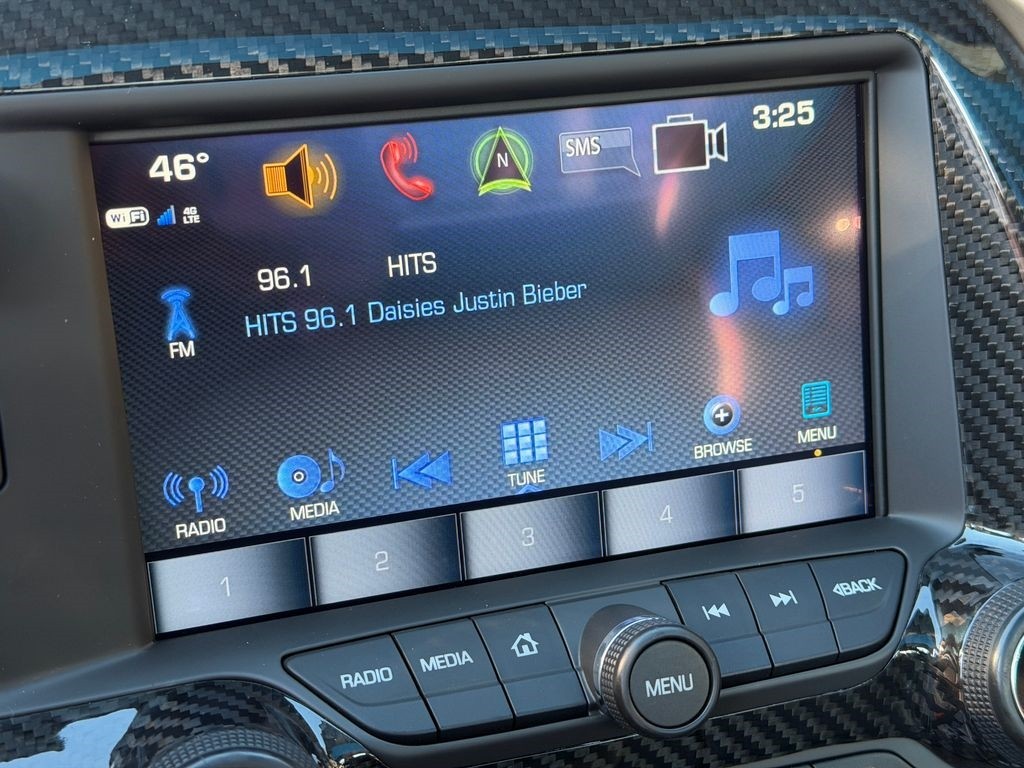 46°
3:25
N
SMS
WiFi
4G
LTE
96.1 HITS
HITS 96.1 Daisies Justin Bieber
FM
RADIO
MEDIA
TUNE
BROWSE
MENU
1
2
3
4
5
RADIO
MEDIA
MENU
BACK